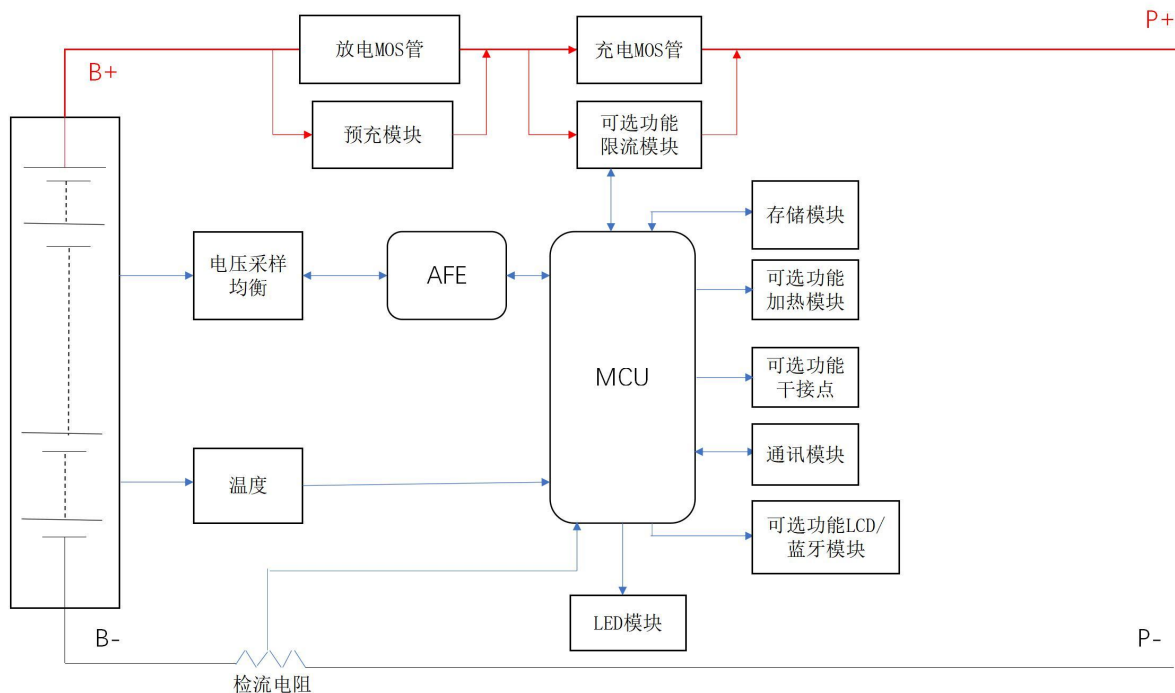 P+
放电MOS管
充电MOS管
B+
预充模块
可选功能
限流模块
存储模块
电压采样
均衡
AFE
可选功能
加热模块
MCU
可选功能
干接点
通讯模块
温度
可选功能LCD/
蓝牙模块
LED模块
B-
P-
检流电阻